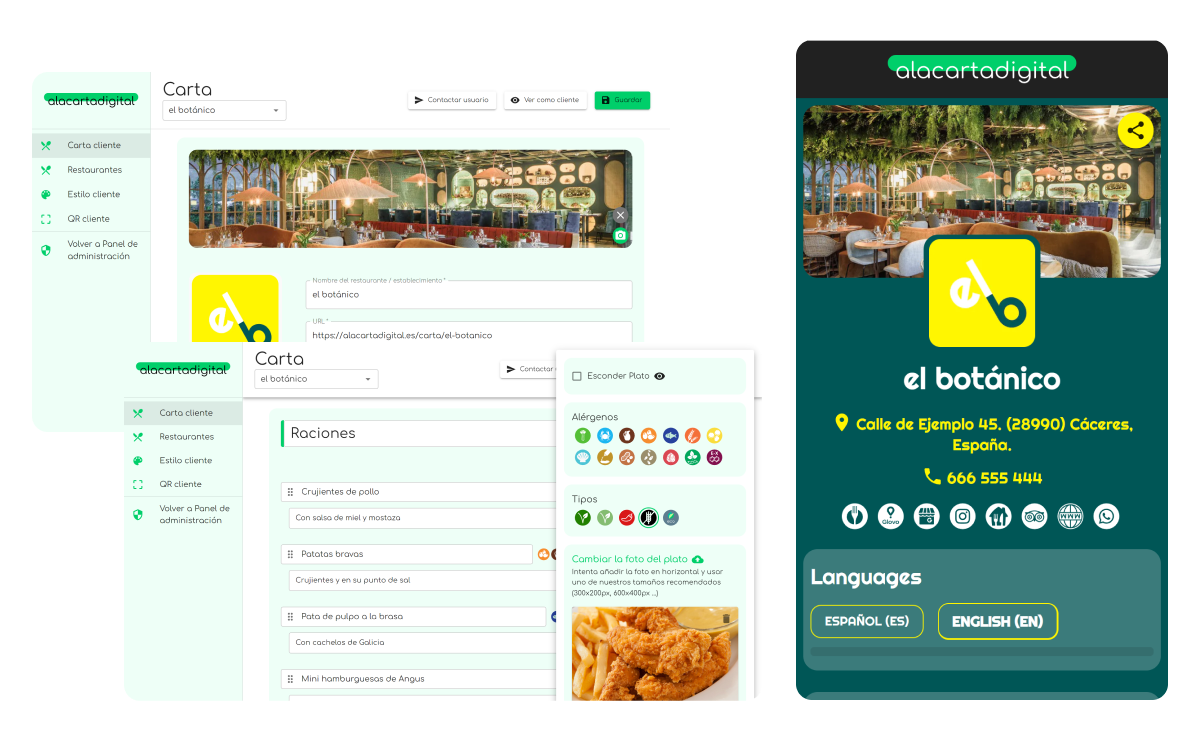 alacartadigital
Carta
el botánico
Contactar usuario
Ver como cliente
Guardar
Carta cliente
Restaurantes
Estilo cliente
QR cliente
Volver a Panel de
administración
el
b
Nombre del restaurante / establecimiento *
el botánico
URL *
https://alacartadigital.es/carta/el-botanico
alacartadigital
Carta
el botánico
Contactar
Carta cliente
Restaurantes
Estilo cliente
QR cliente
Volver a Panel de
administración
Raciones
Crujientes de pollo
Con salsa de miel y mostaza
Patatas bravas
Crujientes y en su punto de sal
Pata de pulpo a la brasa
Con cachelos de Galicia
Mini hamburguesas de Angus
Esconder Plato
Alérgenos
Tipos
Cambiar la foto del plato
Intenta añadir la foto en horizontal y usar
uno de nuestros tamaños recomendados
(300x200px, 600x400px ...)
alacartadigital
el
b
el botánico
Calle de Ejemplo 45. (28990) Cáceres,
España.
666 555 444
Glovo
WWW
Languages
ESPAÑOL (ES)
ENGLISH (EN)